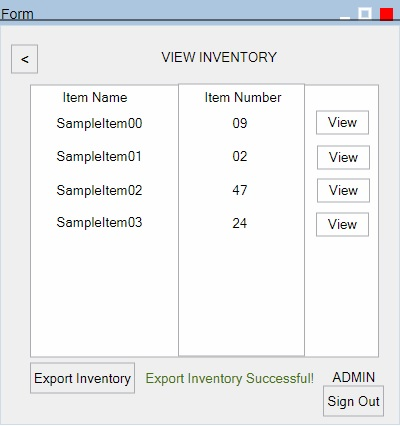 Form
<
VIEW INVENTORY
Item Name Item Number
SampleItem00 09 View
SampleItem01 02 View
SampleItem02 47 View
SampleItem03 24 View
Export Inventory Export Inventory Successful! ADMIN
Sign Out